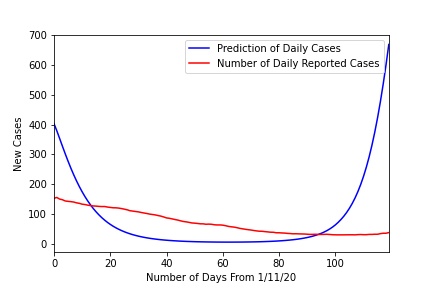 700
600
500
400
300
200
100
0
New Cases
Prediction of Daily Cases
Number of Daily Reported Cases
0 20 40 60 80 100
Number of Days From 1/11/20